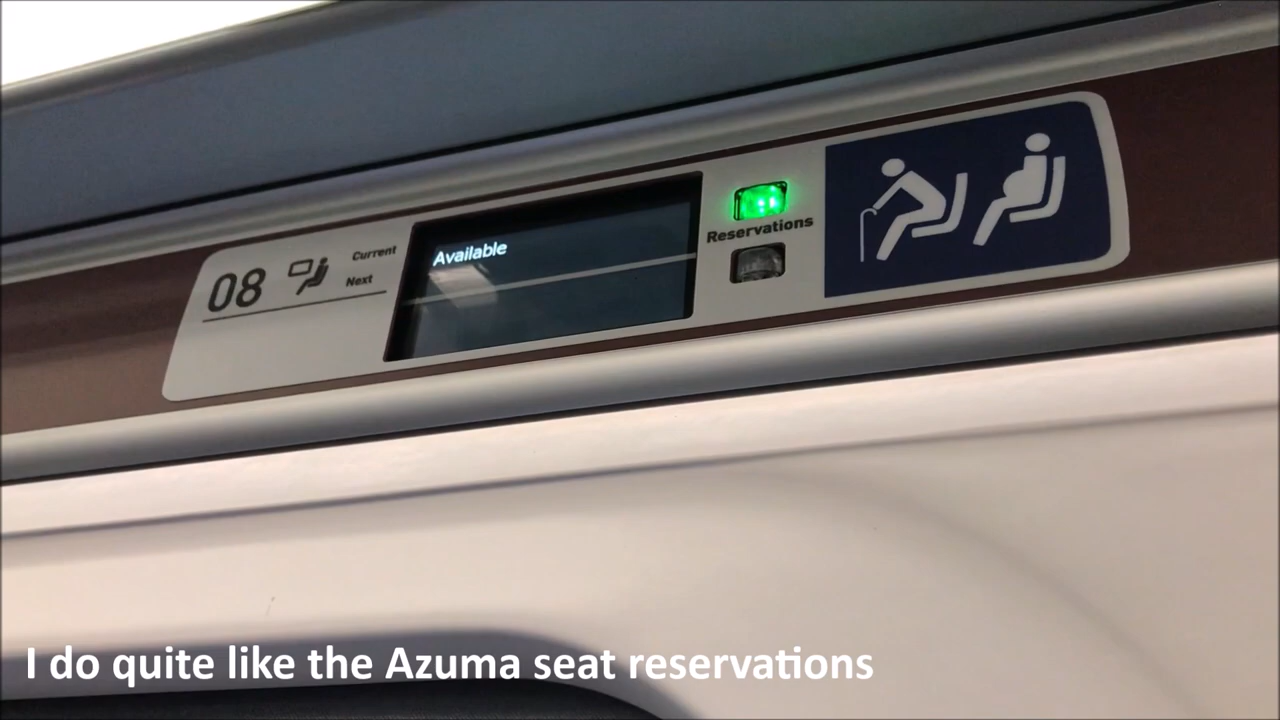 08
Current
Next
Available
Reservations
I do quite like the Azuma seat reservations